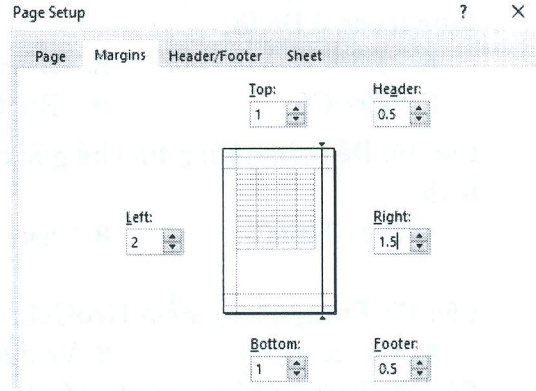 Page Setup ? ×
Page Margins Header/Footer Sheet
Top: Header:
1 0.5
Left: Right:
2 1.5
Bottom: Footer:
1 0.5